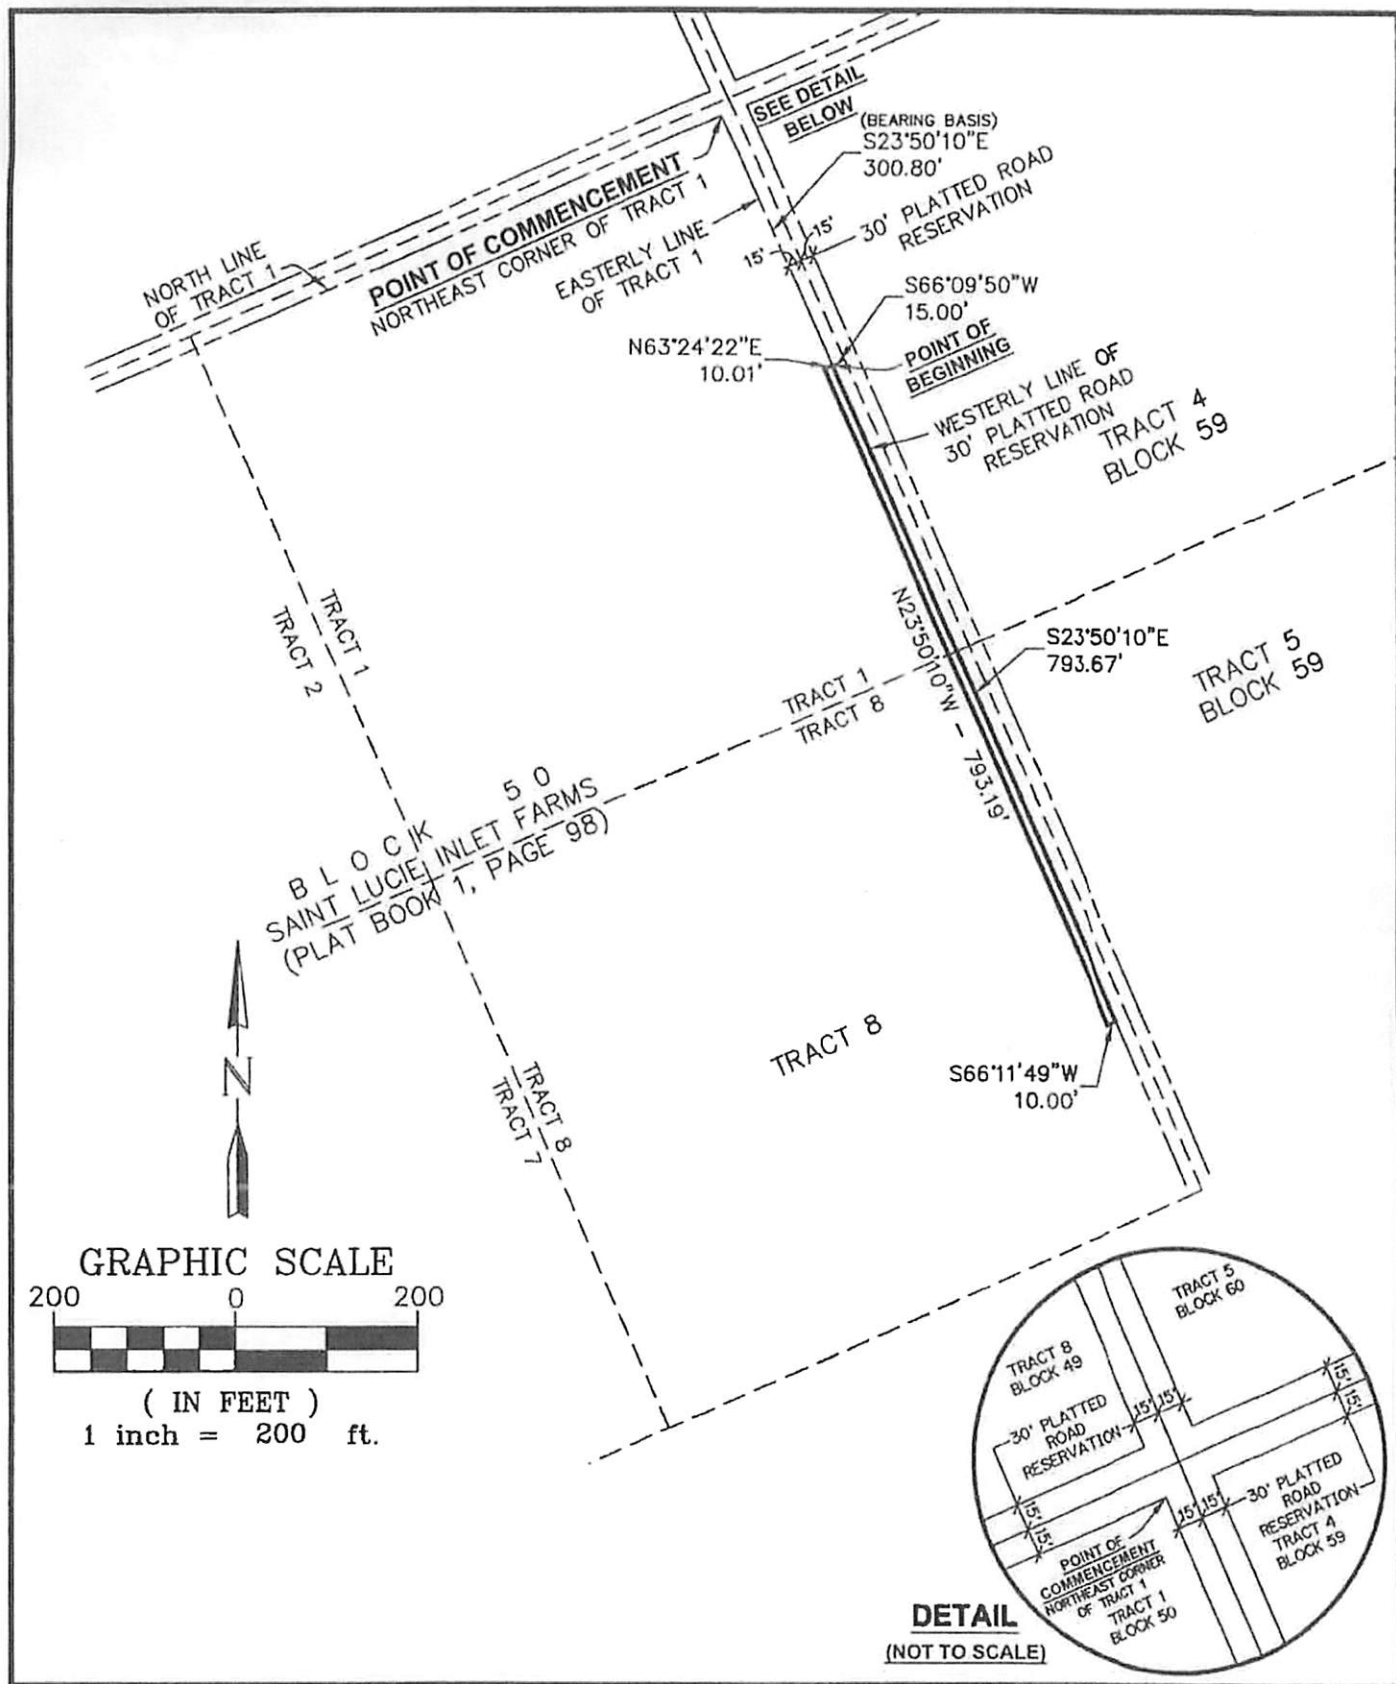 SEE DETAIL
BELOW
(BEARING BASIS)
S23°50'10"E
300.80'
30' PLATTED ROAD
RESERVATION
15'
15'
POINT OF COMMENCEMENT
NORTHEAST CORNER OF TRACT 1
EASTERLY LINE
OF TRACT 1
NORTH LINE
OF TRACT 1
S66°09'50"W
15.00'
N63°24'22"E
10.01'
POINT OF
BEGINNING
WESTERLY LINE OF
30' PLATTED ROAD
RESERVATION
TRACT 4
BLOCK 59
TRACT 1
TRACT 2
N23°50'10"W - 793.19'
S23°50'10"E
793.67'
TRACT 5
BLOCK 59
TRACT 1
TRACT 8
BLOCK 50
SAINT LUCIE INLET FARMS
(PLAT BOOK 1, PAGE 98)
TRACT 8
S66°11'49"W
10.00'
N
TRACT 8
TRACT 7
GRAPHIC SCALE
200 0 200
( IN FEET )
1 inch = 200 ft.
TRACT 5
BLOCK 60
TRACT 8
BLOCK 49
30' PLATTED
ROAD
RESERVATION
15' 15'
15'
15'
15'
15'
15' 15'
30' PLATTED
ROAD
RESERVATION
TRACT 4
BLOCK 59
POINT OF
COMMENCEMENT
NORTHEAST CORNER
OF TRACT 1
TRACT 1
BLOCK 50
DETAIL
(NOT TO SCALE)